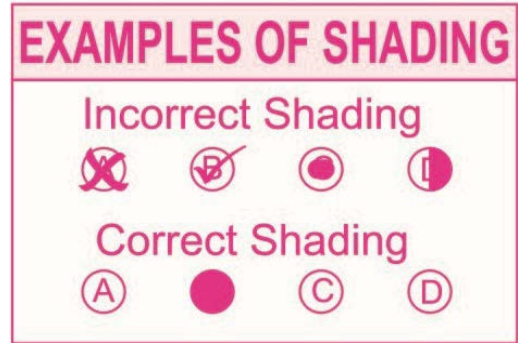 EXAMPLES OF SHADING
Incorrect Shading
A B D
Correct Shading
A C D